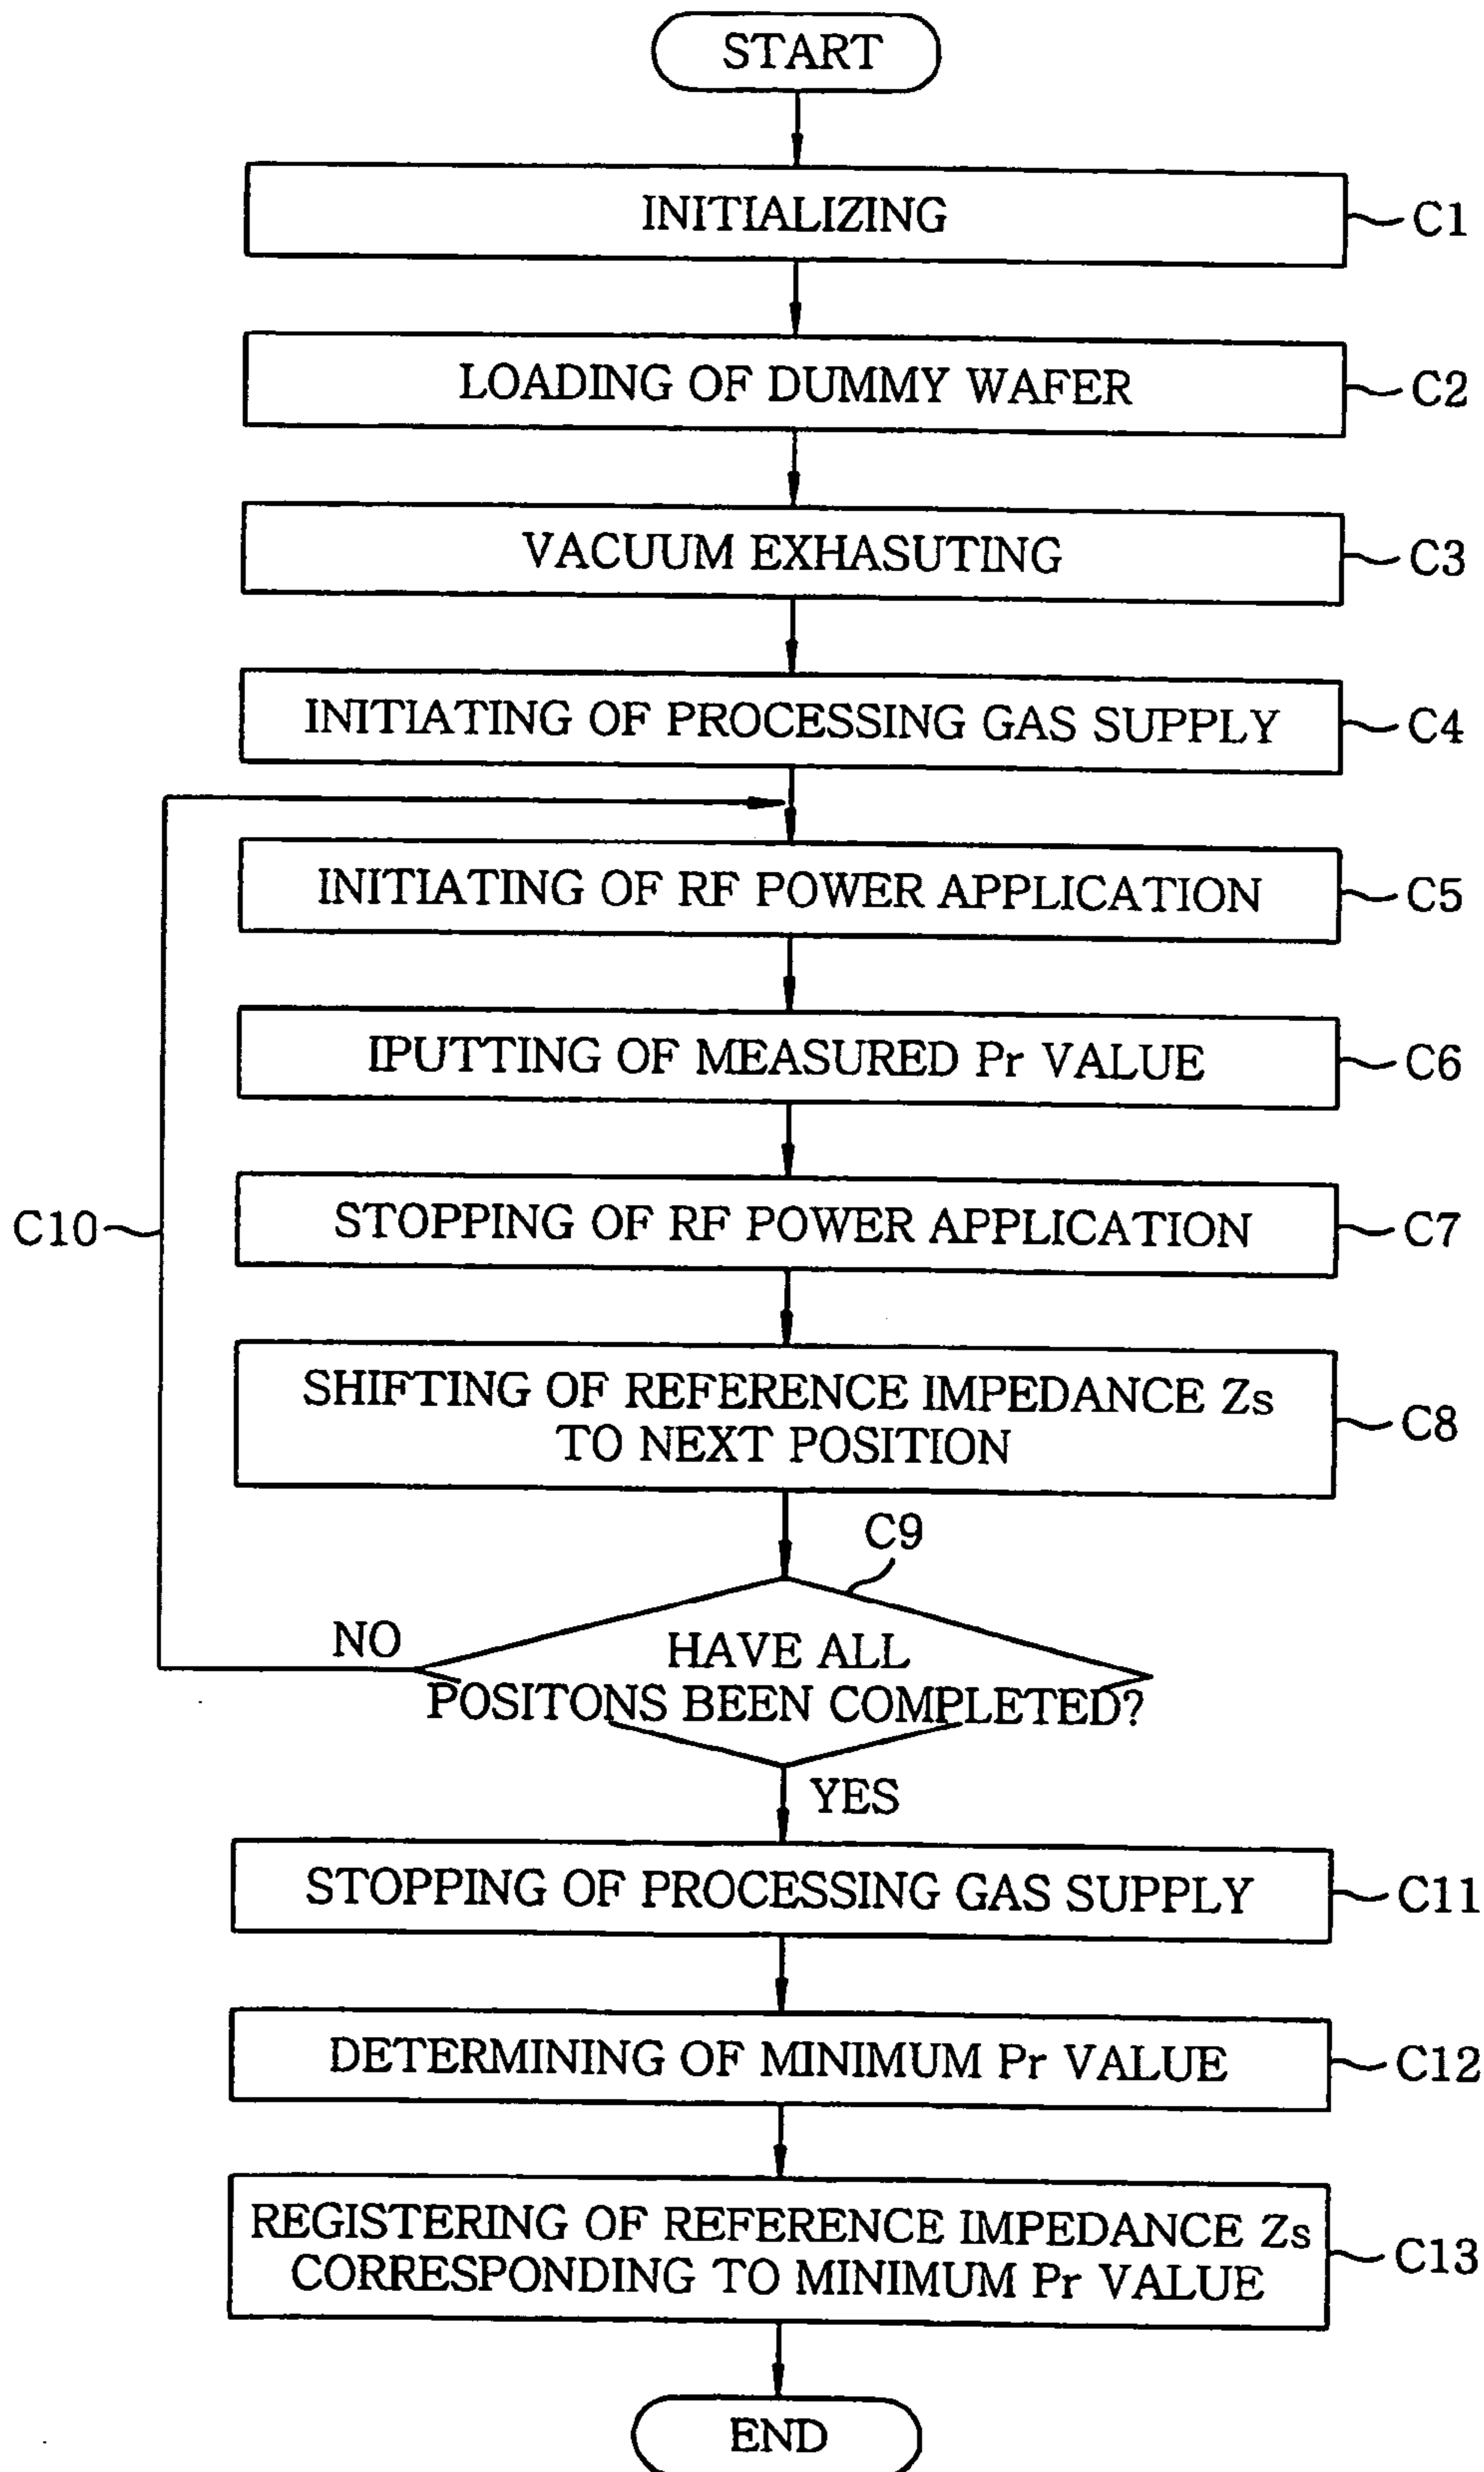 START
INITIALIZING
C1
LOADING OF DUMMY WAFER
C2
VACUUM EXHASUTING
C3
INITIATING OF PROCESSING GAS SUPPLY
C4
INITIATING OF RF POWER APPLICATION
C5
IPUTTING OF MEASURED Pr VALUE
C6
STOPPING OF RF POWER APPLICATION
C7
C10
SHIFTING OF REFERENCE IMPEDANCE Zs
TO NEXT POSITION
C8
C9
NO
HAVE ALL
POSITONS BEEN COMPLETED?
YES
STOPPING OF PROCESSING GAS SUPPLY
C11
DETERMINING OF MINIMUM Pr VALUE
C12
REGISTERING OF REFERENCE IMPEDANCE Zs
CORRESPONDING TO MINIMUM Pr VALUE
C13
END